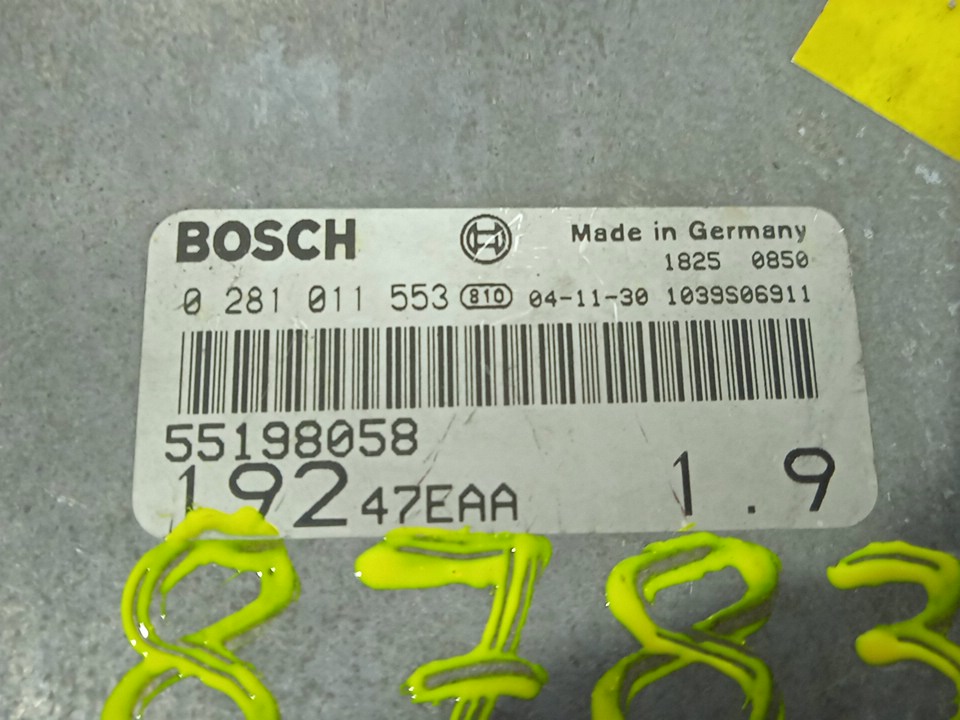 BOSCH Made in Germany
1825 0850
0 281 011 553 810 04-11-30 1039S06911
55198058
192 47EAA 1.9
8783